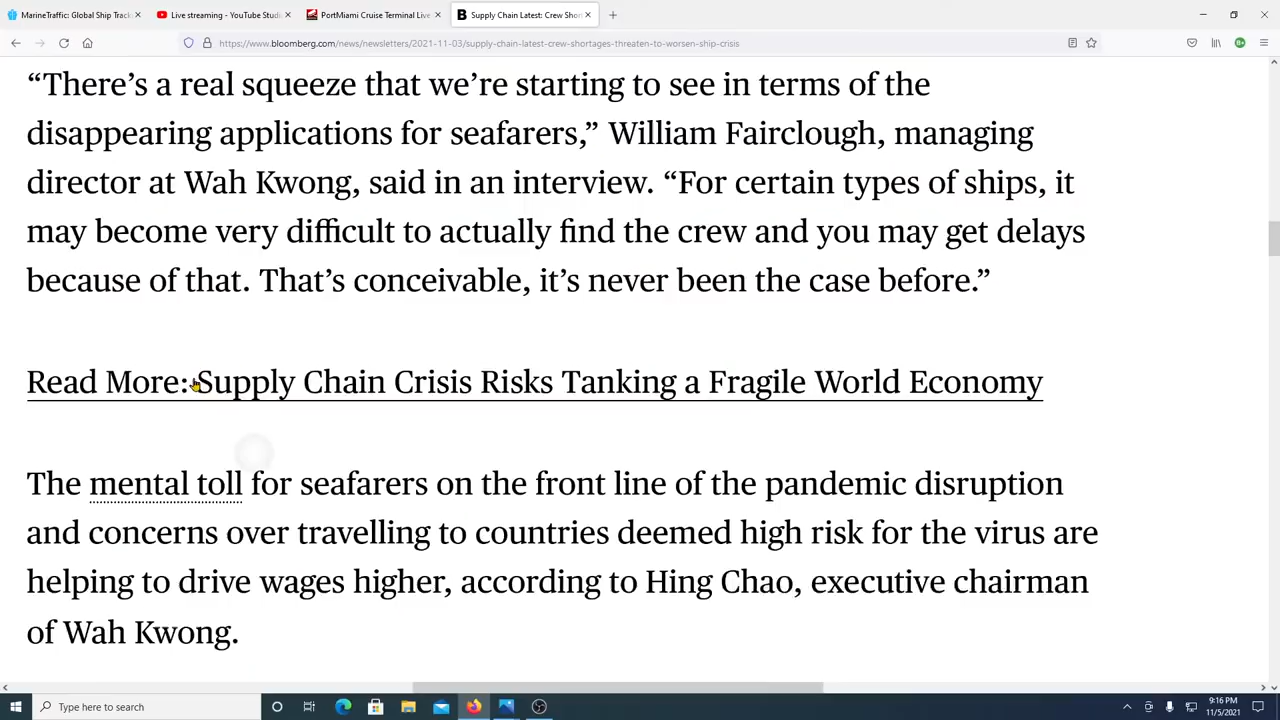 MarineTraffic: Global Ship Track
Live streaming - YouTube Studi
PortMiami Cruise Terminal Live
B Supply Chain Latest: Crew Short
https://www.bloomberg.com/news/newsletters/2021-11-03/supply-chain-latest-crew-shortages-threaten-to-worsen-ship-crisis
“There’s a real squeeze that we’re starting to see in terms of the
disappearing applications for seafarers,” William Fairclough, managing
director at Wah Kwong, said in an interview. “For certain types of ships, it
may become very difficult to actually find the crew and you may get delays
because of that. That’s conceivable, it’s never been the case before.”
Read More: Supply Chain Crisis Risks Tanking a Fragile World Economy
The mental toll for seafarers on the front line of the pandemic disruption
and concerns over travelling to countries deemed high risk for the virus are
helping to drive wages higher, according to Hing Chao, executive chairman
of Wah Kwong.
Type here to search
9:16 PM
11/5/2021